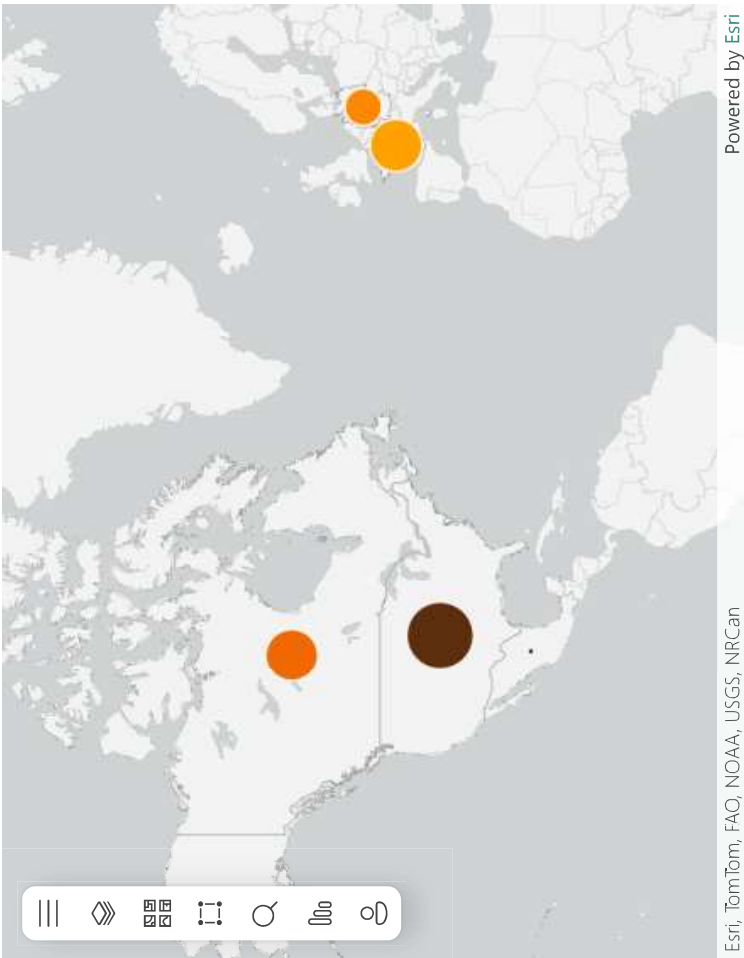 Esri, TomTom, FAO, NOAA, USGS, NRCan
Powered by Esri